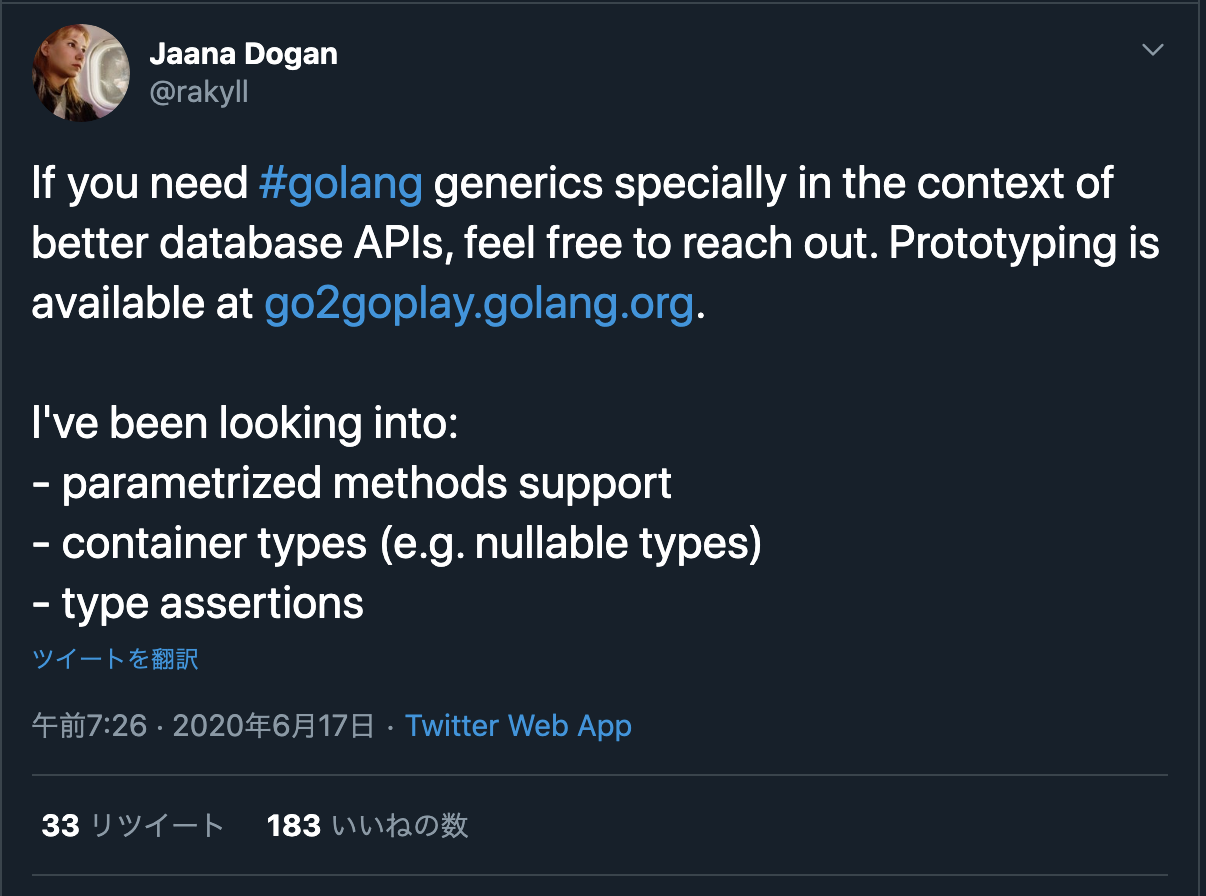 Jaana Dogan
@rakyll
If you need #golang generics specially in the context of
better database APIs, feel free to reach out. Prototyping is
available at go2goplay.golang.org.
I've been looking into:
- parametrized methods support
- container types (e.g. nullable types)
- type assertions
ツイートを翻訳
午前7:26 · 2020年6月17日 · Twitter Web App
33 リツイート 183 いいねの数